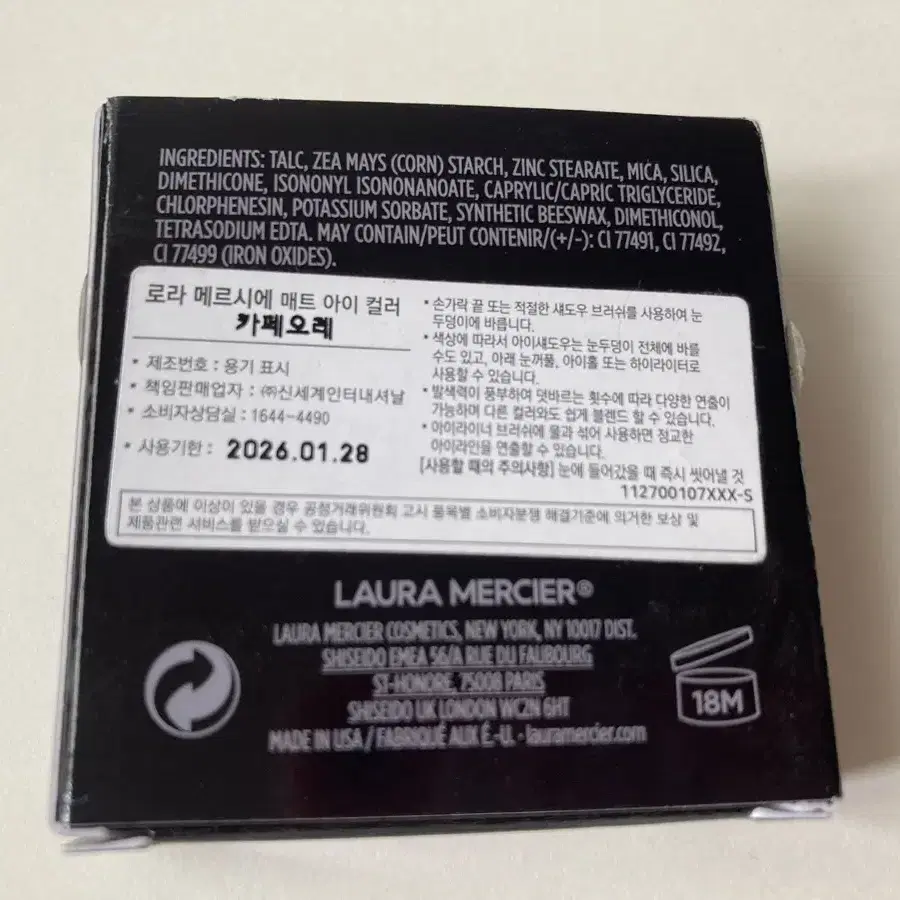 INGREDIENTS: TALC, ZEA MAYS (CORN) STARCH, ZINC STEARATE, MICA, SILICA,
DIMETHICONE, ISONONYL ISONONANOATE, CAPRYLIC/CAPRIC TRIGLYCERIDE,
CHLORPHENESIN, POTASSIUM SORBATE, SYNTHETIC BEESWAX, DIMETHICONOL,
TETRASODIUM EDTA. MAY CONTAIN/PEUT CONTENIR/(+/-): CI 77491, CI 77492,
CI 77499 (IRON OXIDES).
로라 메르시에 매트 아이 컬러
카페오레
• 제조번호 : 용기 표시
• 책임판매업자 : ㈜신세계인터내셔날
• 소비자상담실 : 1644-4490
• 사용기한 : 2026.01.28
• 손가락 끝 또는 적절한 섀도우 브러쉬를 사용하여 눈
두덩이에 바릅니다.
• 색상에 따라서 아이섀도우는 눈두덩이 전체에 바를
수도 있고, 아래 눈꺼풀, 아이홀 또는 하이라이터로
사용할 수 있습니다.
• 발색력이 풍부하여 덧바르는 횟수에 따라 다양한 연출이
가능하며 다른 컬러와도 쉽게 블렌드 할 수 있습니다.
• 아이라이너 브러쉬에 물과 섞어 사용하면 정교한
아이라인을 연출할 수 있습니다.
[사용할 때의 주의사항] 눈에 들어갔을 때 즉시 씻어낼 것
112700107XXX-S
본 상품에 이상이 있을 경우 공정거래위원회 고시 품목별 소비자분쟁 해결기준에 의거한 보상 및
제품관련 서비스를 받으실 수 있습니다.
LAURA MERCIER®
LAURA MERCIER COSMETICS, NEW YORK, NY 10017 DIST.
SHISEIDO EMEA 56/A RUE DU FAUBOURG
ST-HONORE, 75008 PARIS
SHISEIDO UK LONDON WC2N 6HT
MADE IN USA / FABRIQUÉ AUX É.-U. • lauramercier.com
18M